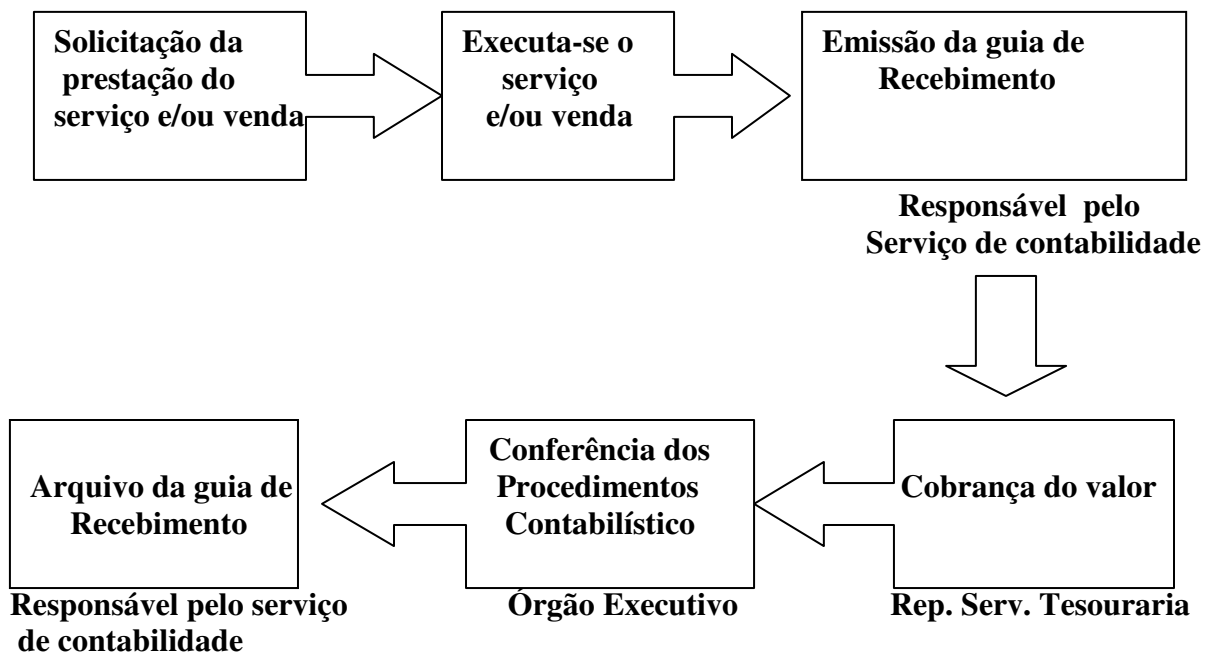 Solicitação da
prestação do
serviço e/ou venda
Executa-se o
serviço
e/ou venda
Emissão da guia de
Recebimento
Responsável pelo
Serviço de contabilidade
Cobrança do valor
Rep. Serv. Tesouraria
Conferência dos
Procedimentos
Contabilístico
Órgão Executivo
Arquivo da guia de
Recebimento
Responsável pelo serviço
de contabilidade